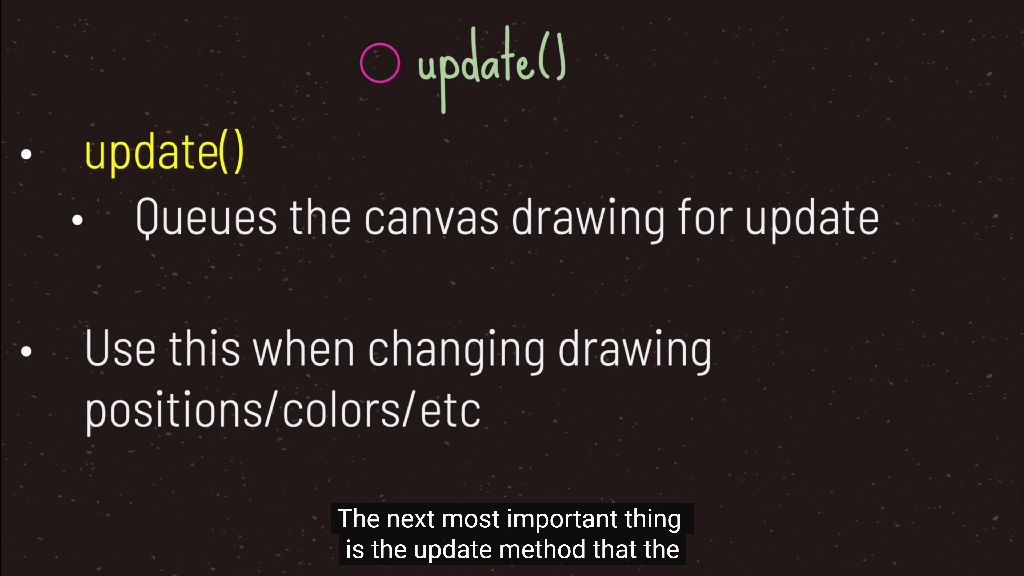 update()
• update()
• Queues the canvas drawing for update
• Use this when changing drawing
positions/colors/etc
The next most important thing
is the update method that the